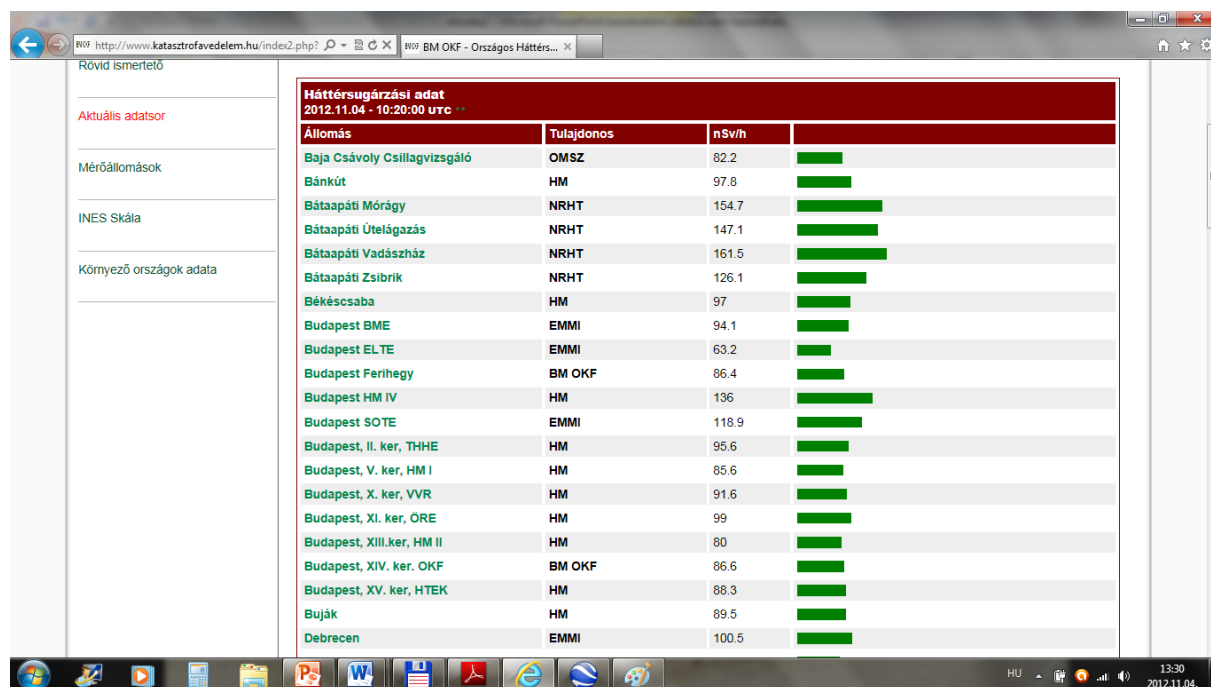 http://www.katasztrofavedelem.hu/index2.php?
BM OKF - Országos Háttérs...
Rövid ismertető
Aktuális adatsor
Mérőállomások
INES Skála
Környező országok adata
Háttérsugárzási adat
2012.11.04 - 10:20:00 UTC **
Állomás Tulajdonos nSv/h
Baja Csávoly Csillagvizsgáló OMSZ 82.2
Bánkút HM 97.8
Bátaapáti Mórágy NRHT 154.7
Bátaapáti Útelágazás NRHT 147.1
Bátaapáti Vadászház NRHT 161.5
Bátaapáti Zsibrik NRHT 126.1
Békéscsaba HM 97
Budapest BME EMMI 94.1
Budapest ELTE EMMI 63.2
Budapest Ferihegy BM OKF 86.4
Budapest HM IV HM 136
Budapest SOTE EMMI 118.9
Budapest, II. ker, THHE HM 95.6
Budapest, V. ker, HM I HM 85.6
Budapest, X. ker, VVR HM 91.6
Budapest, XI. ker, ÖRE HM 99
Budapest, XIII.ker, HM II HM 80
Budapest, XIV. ker. OKF BM OKF 86.6
Budapest, XV. ker, HTEK HM 88.3
Buják HM 89.5
Debrecen EMMI 100.5
HU
13:30
2012.11.04.